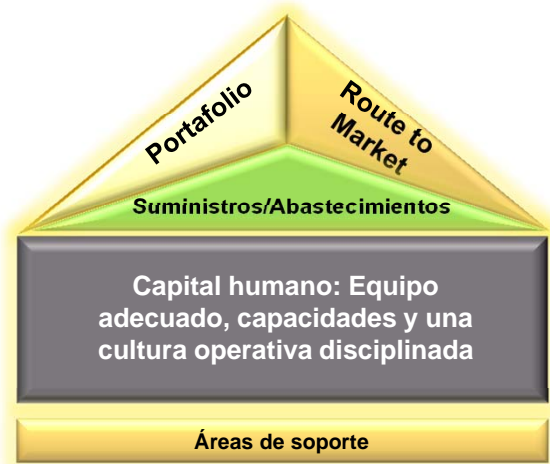 Portafolio
Route to
Market
Suministros/Abastecimientos
Capital humano: Equipo
adecuado, capacidades y una
cultura operativa disciplinada
Áreas de soporte